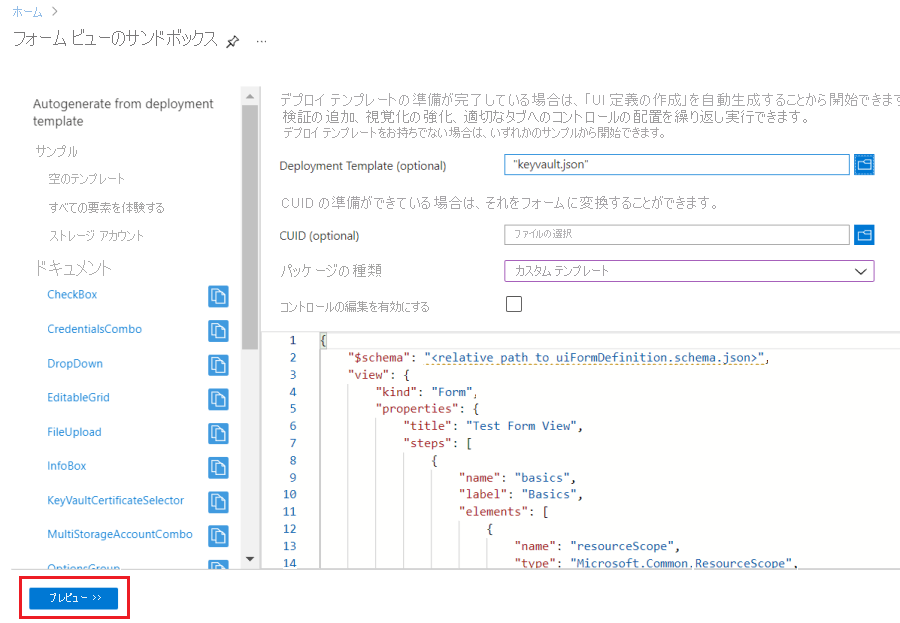 ホーム >
フォーム ビューのサンドボックス ...
Autogenerate from deployment
template
サンプル
空のテンプレート
すべての要素を体験する
ストレージ アカウント
ドキュメント
CheckBox
CredentialsCombo
DropDown
EditableGrid
FileUpload
InfoBox
KeyVaultCertificateSelector
MultiStorageAccountCombo
OptionsGroup
デプロイ テンプレートの準備が完了している場合は、「UI 定義の作成」を自動生成することから開始できます
検証の追加、視覚化の強化、適切なタブへのコントロールの配置を繰り返し実行できます。
デプロイ テンプレートをお持ちでない場合は、いずれかのサンプルから開始できます。
Deployment Template (optional) "keyvault.json"
CUID の準備ができている場合は、それをフォームに変換することができます。
CUID (optional) ファイルの選択
パッケージの種類 カスタム テンプレート
コントロールの編集を有効にする
1 {
2 "$schema": "<relative path to uiFormDefinition.schema.json>",
3 "view": {
4 "kind": "Form",
5 "properties": {
6 "title": "Test Form View",
7 "steps": [
8 {
9 "name": "basics",
10 "label": "Basics",
11 "elements": [
12 {
13 "name": "resourceScope",
14 "type": "Microsoft.Common.ResourceScope",
プレビュー >>